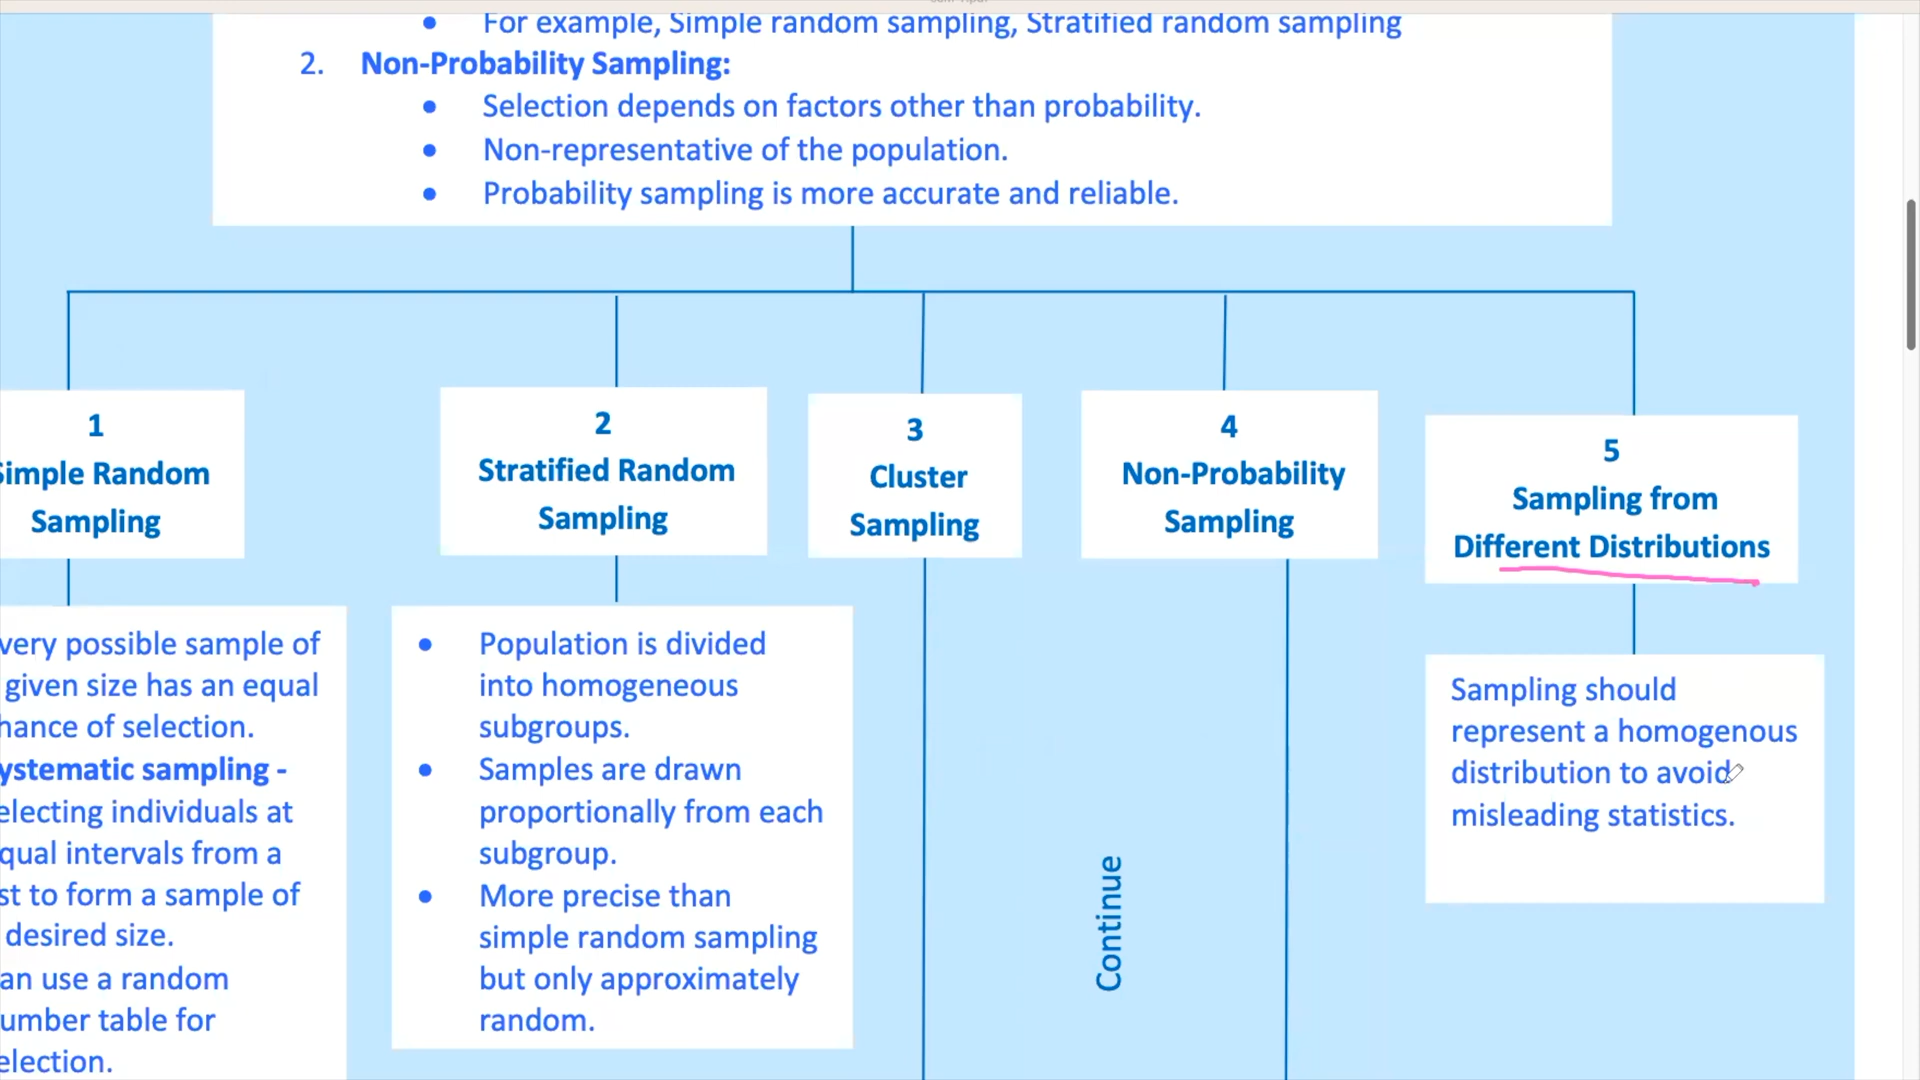 For example, Simple random sampling, Stratified random sampling
2. Non-Probability Sampling:
• Selection depends on factors other than probability.
• Non-representative of the population.
• Probability sampling is more accurate and reliable.
1
Simple Random
Sampling
very possible sample of
given size has an equal
hance of selection.
ystematic sampling -
electing individuals at
qual intervals from a
st to form a sample of
desired size.
an use a random
umber table for
election.
2
Stratified Random
Sampling
• Population is divided
into homogeneous
subgroups.
• Samples are drawn
proportionally from each
subgroup.
• More precise than
simple random sampling
but only approximately
random.
3
Cluster
Sampling
4
Non-Probability
Sampling
Continue
5
Sampling from
Different Distributions
Sampling should
represent a homogenous
distribution to avoid
misleading statistics.